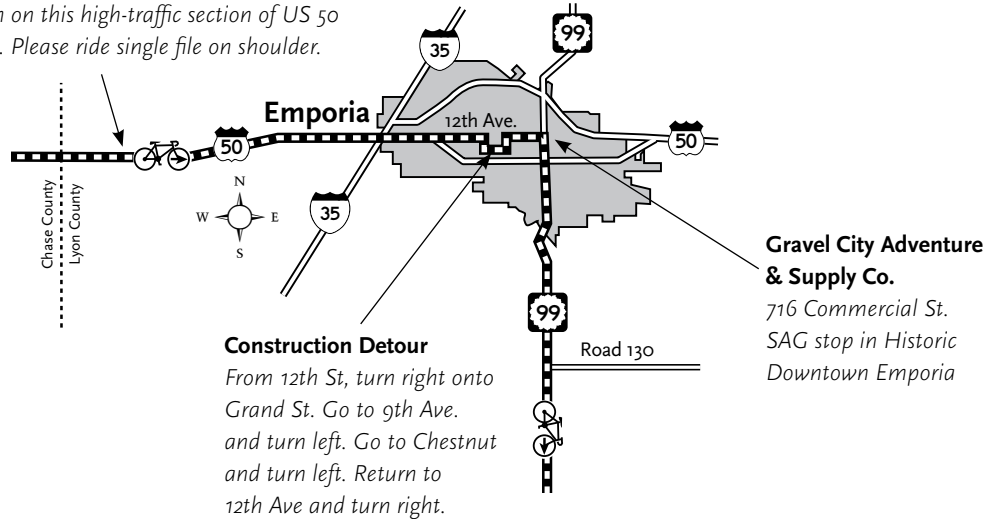 on this high-traffic section of US 50
. Please ride single file on shoulder.
35
99
Emporia
12th Ave.
50
50
N
W
E
S
35
Chase County
Lyon County
Gravel City Adventure
& Supply Co.
716 Commercial St.
SAG stop in Historic
Downtown Emporia
99
Construction Detour
From 12th St, turn right onto
Grand St. Go to 9th Ave.
and turn left. Go to Chestnut
and turn left. Return to
12th Ave and turn right.
Road 130